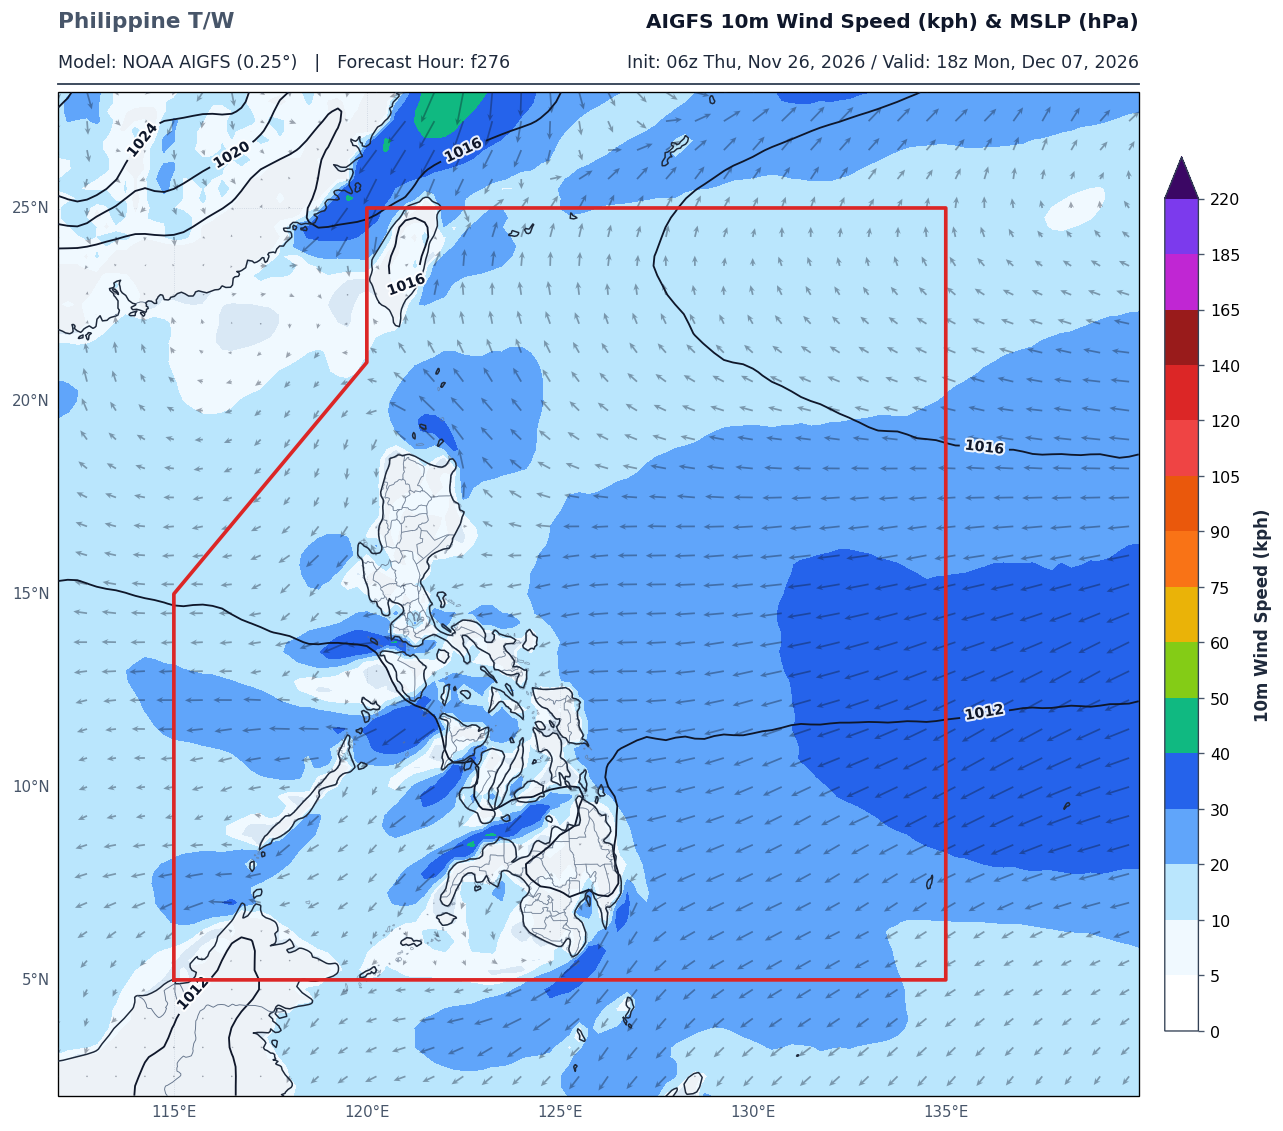 Philippine T/W
AIGFS 10m Wind Speed (kph) & MSLP (hPa)
Model: NOAA AIGFS (0.25°) | Forecast Hour: f276
Init: 06z Thu, Nov 26, 2026 / Valid: 18z Mon, Dec 07, 2026
1024
1020
1016
1016
1016
1012
1012
25°N
20°N
15°N
10°N
5°N
115°E
120°E
125°E
130°E
135°E
220
185
165
140
120
105
90
75
60
50
40
30
20
10
5
0
10m Wind Speed (kph)